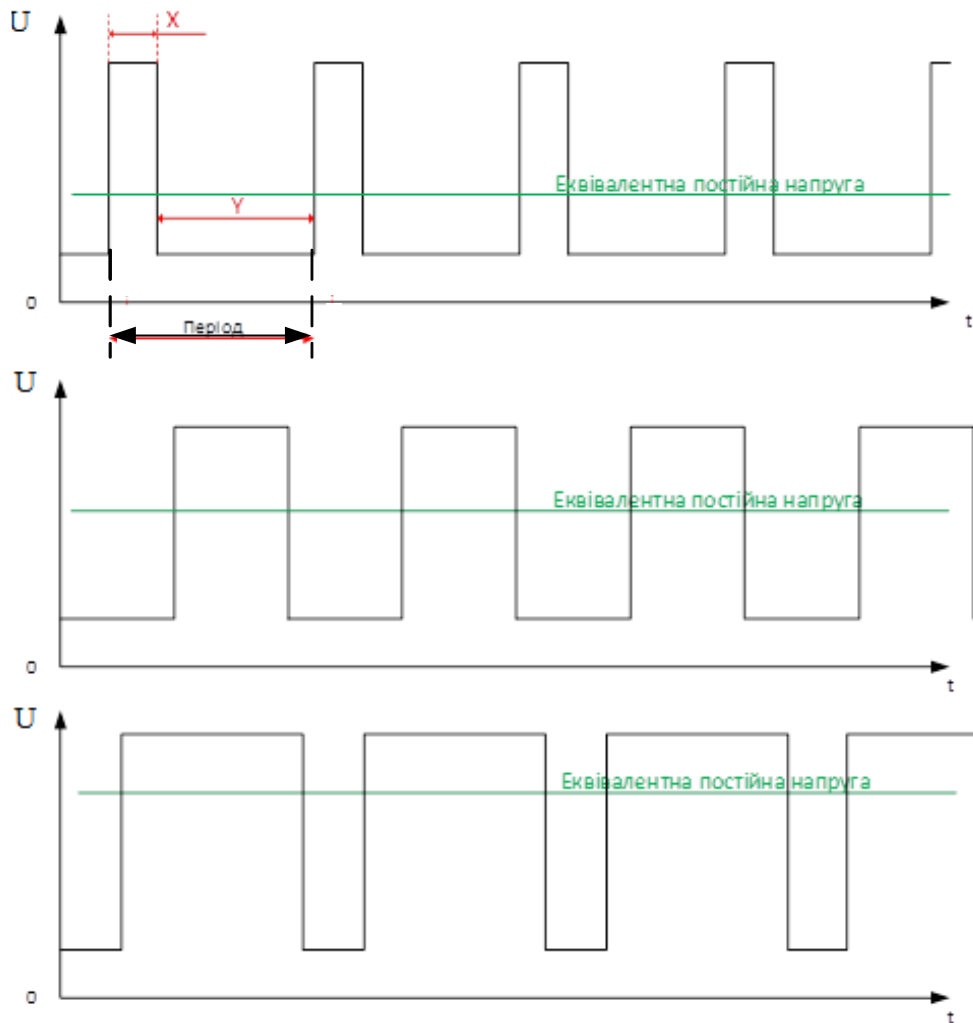 U
X
Еквівалентна постійна напруга
Y
0
Період
t
U
Еквівалентна постійна напруга
0
t
U
Еквівалентна постійна напруга
0
t